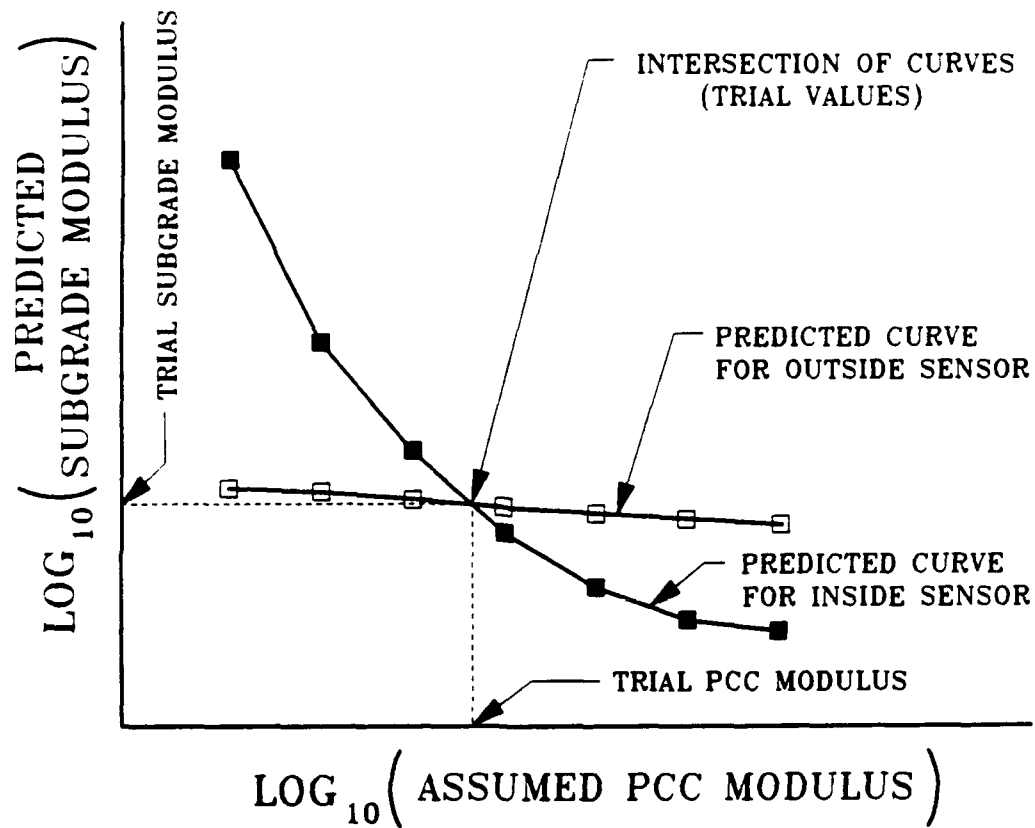 LOG10(PREDICTED
SUBGRADE MODULUS)
TRIAL SUBGRADE MODULUS
INTERSECTION OF CURVES
(TRIAL VALUES)
PREDICTED CURVE
FOR OUTSIDE SENSOR
PREDICTED CURVE
FOR INSIDE SENSOR
TRIAL PCC MODULUS
LOG10(ASSUMED PCC MODULUS)